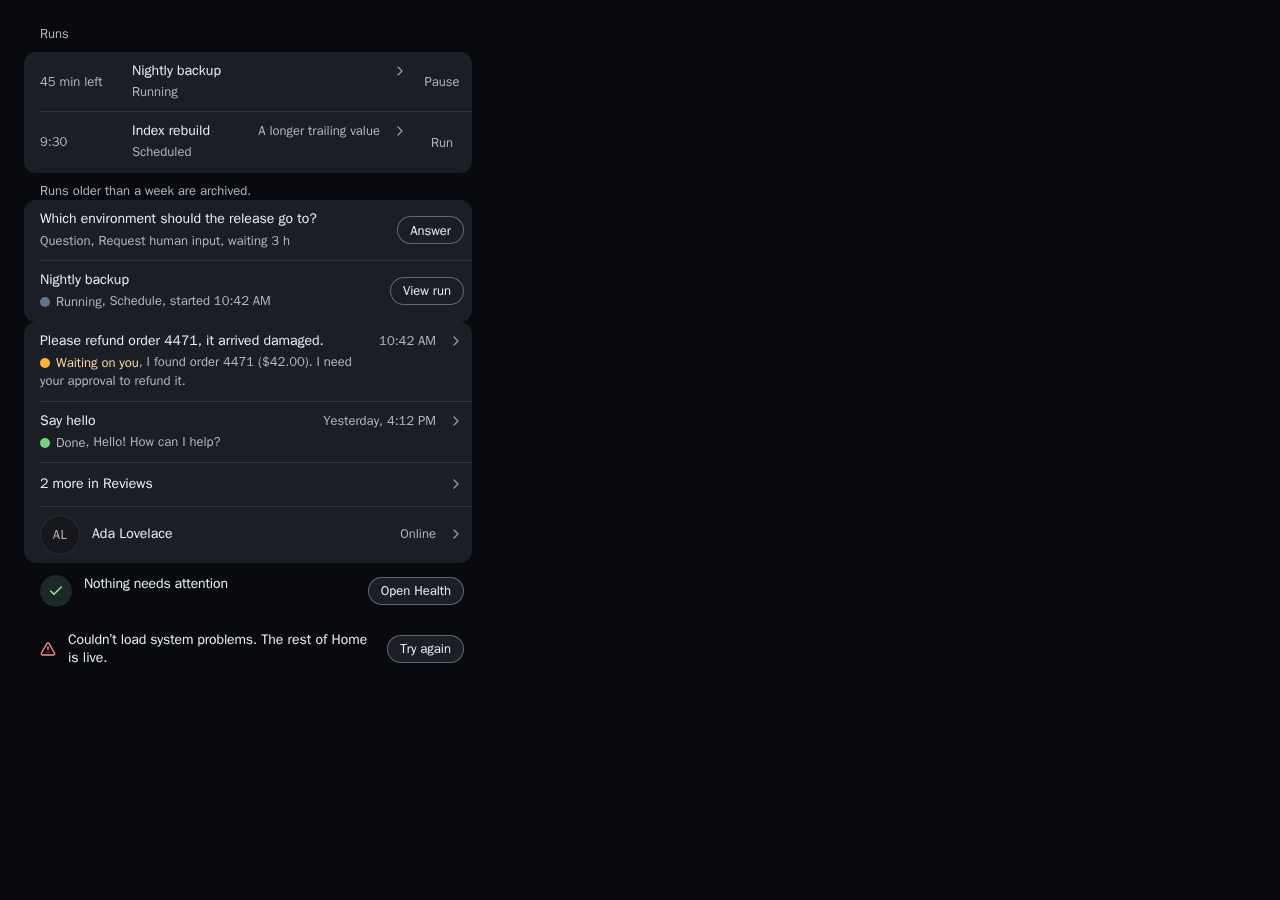 Runs
45 min left
Nightly backup
Running
Pause
9:30
Index rebuild
A longer trailing value
Scheduled
Run
Runs older than a week are archived.
Which environment should the release go to?
Question, Request human input, waiting 3 h
Answer
Nightly backup
Running, Schedule, started 10:42 AM
View run
Please refund order 4471, it arrived damaged.
10:42 AM
Waiting on you, I found order 4471 ($42.00). I need
your approval to refund it.
Say hello
Yesterday, 4:12 PM
Done, Hello! How can I help?
2 more in Reviews
AL
Ada Lovelace
Online
Nothing needs attention
Open Health
Couldn’t load system problems. The rest of Home
is live.
Try again